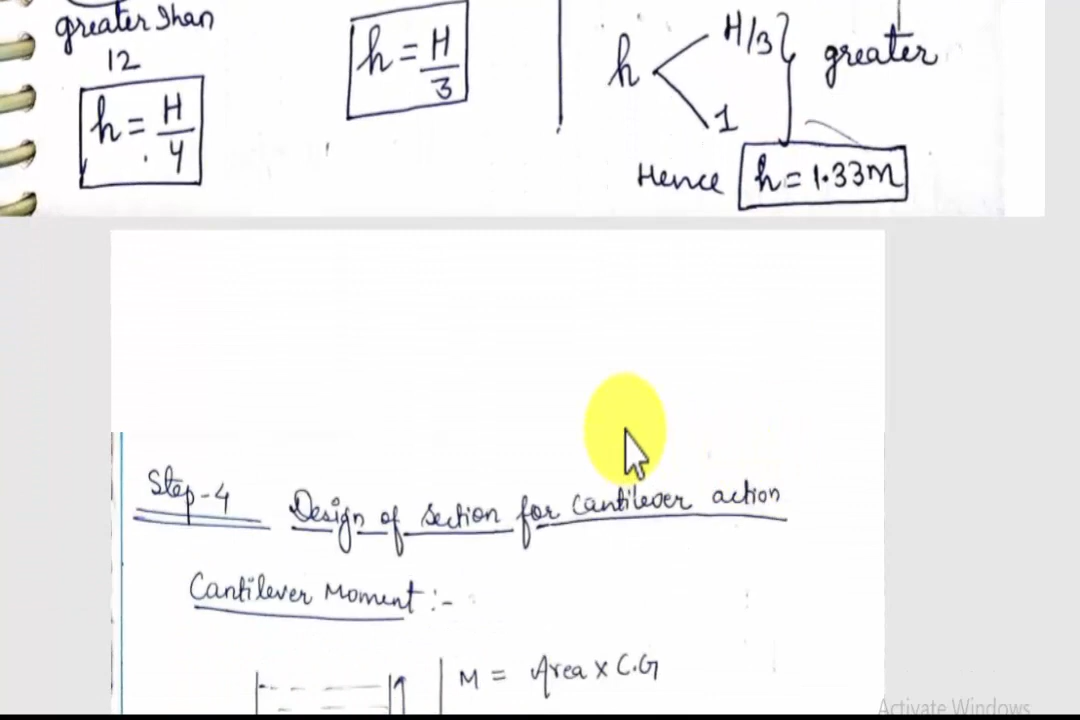 greater than
12
h = H/4
h = H/3
h < H/3 } greater
1
Hence h = 1.33m
Step-4 Design of section for cantilever action
Cantilever Moment :-
M = Area x C.G
Activate Windows